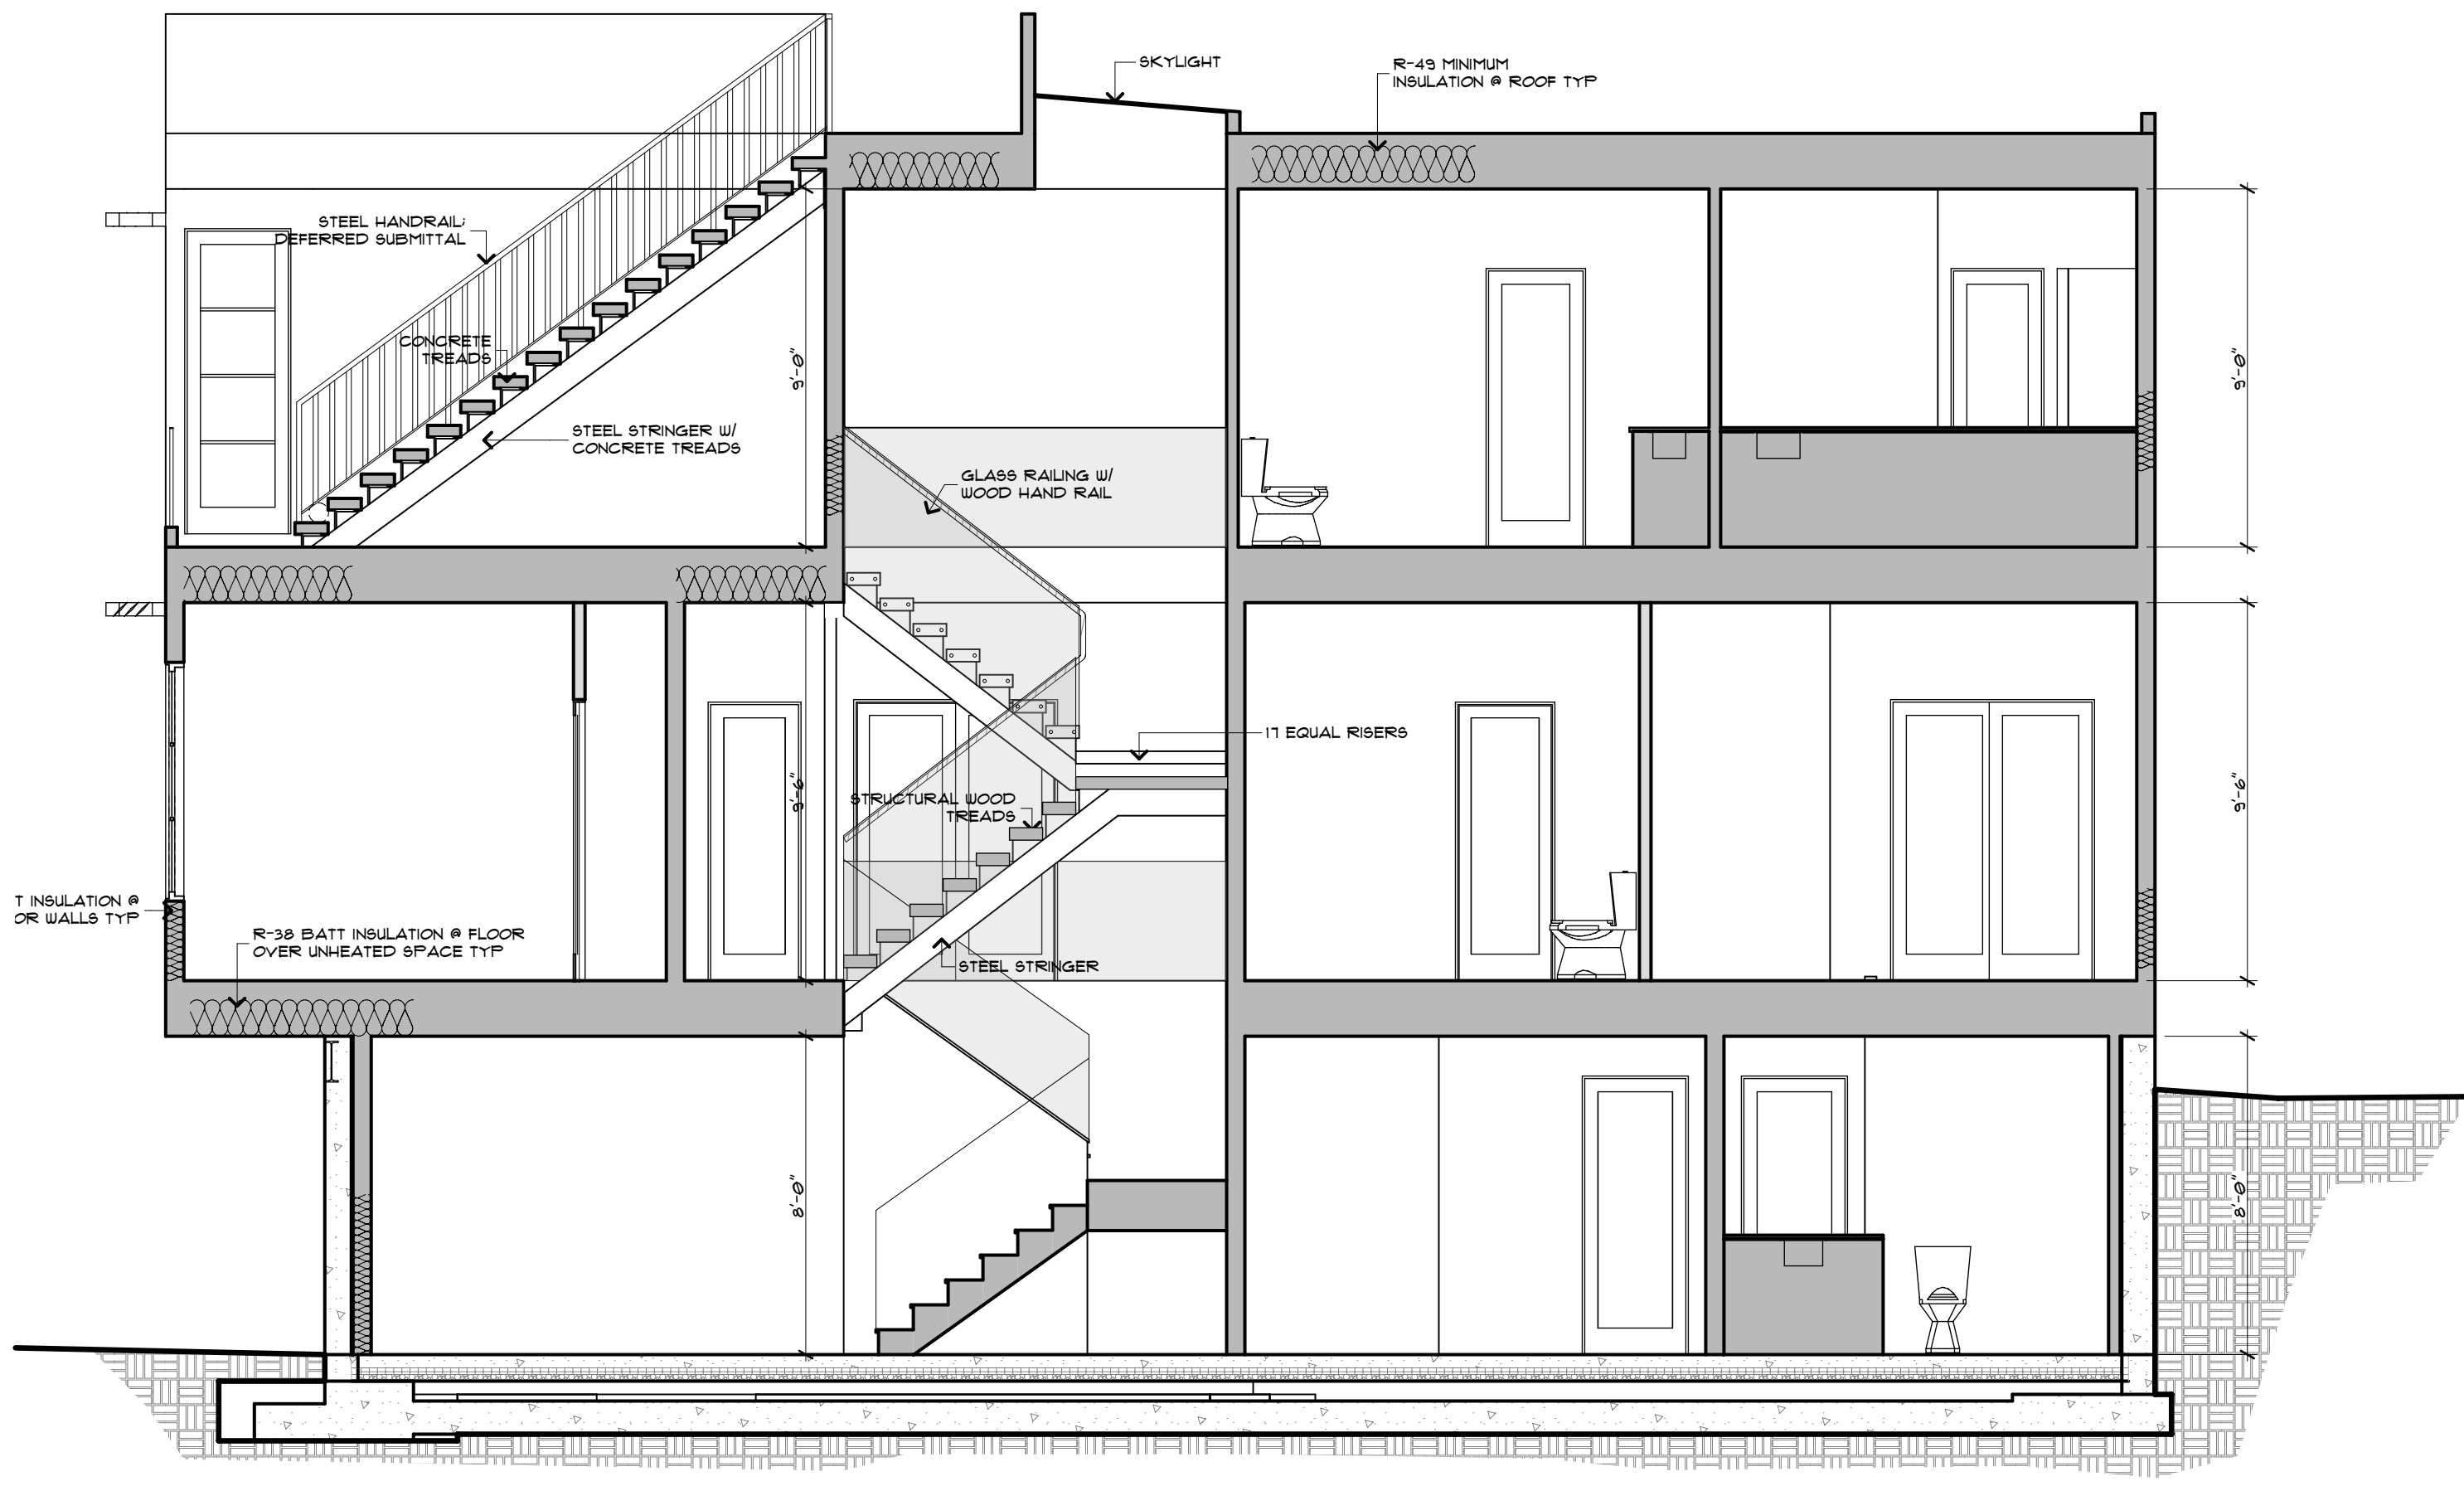 SKYLIGHT
R-49 MINIMUM
INSULATION @ ROOF TYP
STEEL HANDRAIL;
DEFERRED SUBMITTAL
CONCRETE
TREADS
9'-0"
9'-0"
STEEL STRINGER W/
CONCRETE TREADS
GLASS RAILING W/
WOOD HAND RAIL
17 EQUAL RISERS
9'-6"
9'-6"
STRUCTURAL WOOD
TREADS
T INSULATION @
OR WALLS TYP
R-38 BATT INSULATION @ FLOOR
OVER UNHEATED SPACE TYP
STEEL STRINGER
8'-0"
8'-0"